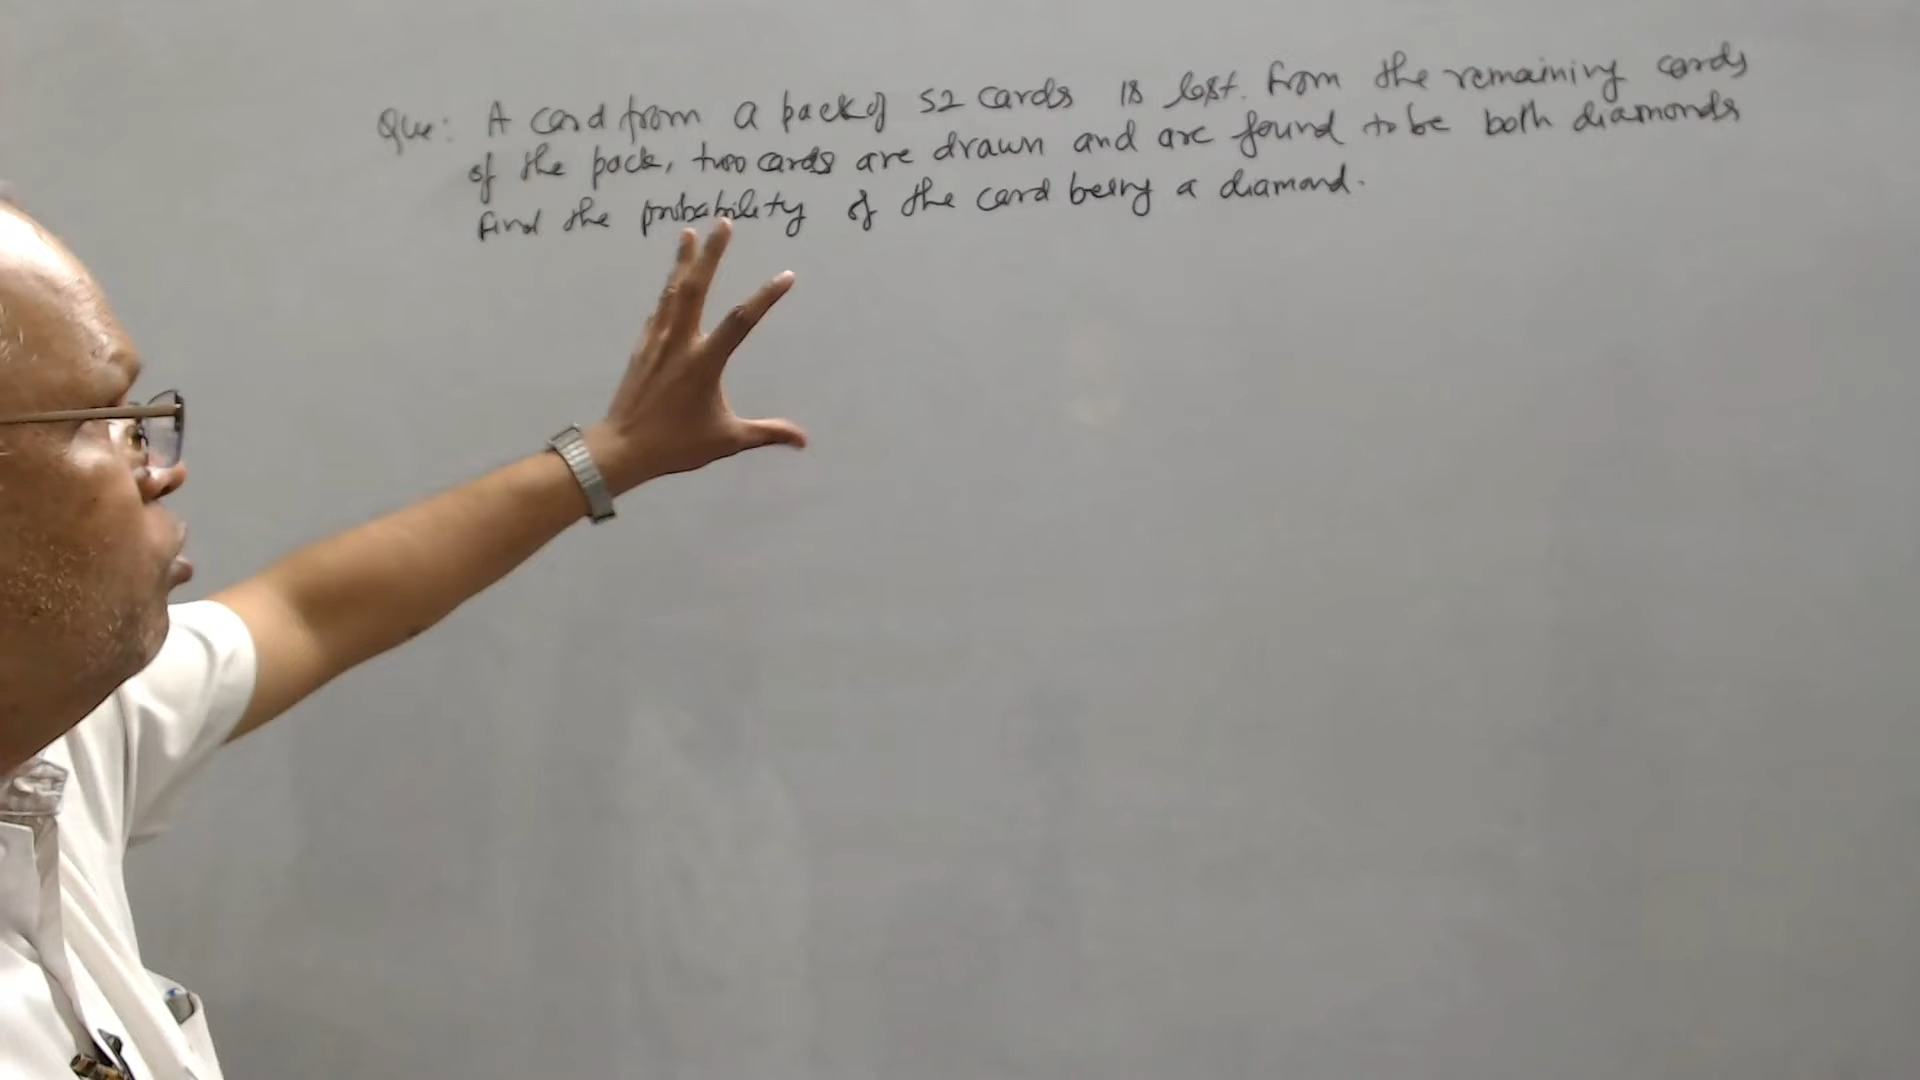 Que: A card from a pack of 52 cards is lost. From the remaining cards
of the pack, two cards are drawn and are found to be both diamonds
Find the probability of the card being a diamond.